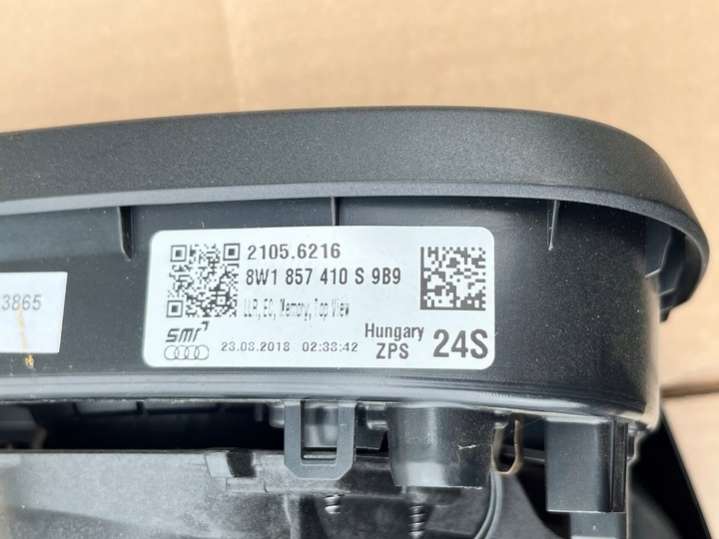 3865
2105.6216
8W1 857 410 S 9B9
LLR, EC, Memory, Top View
smr
23.08.2018 02:38:42
Hungary
ZPS
24S